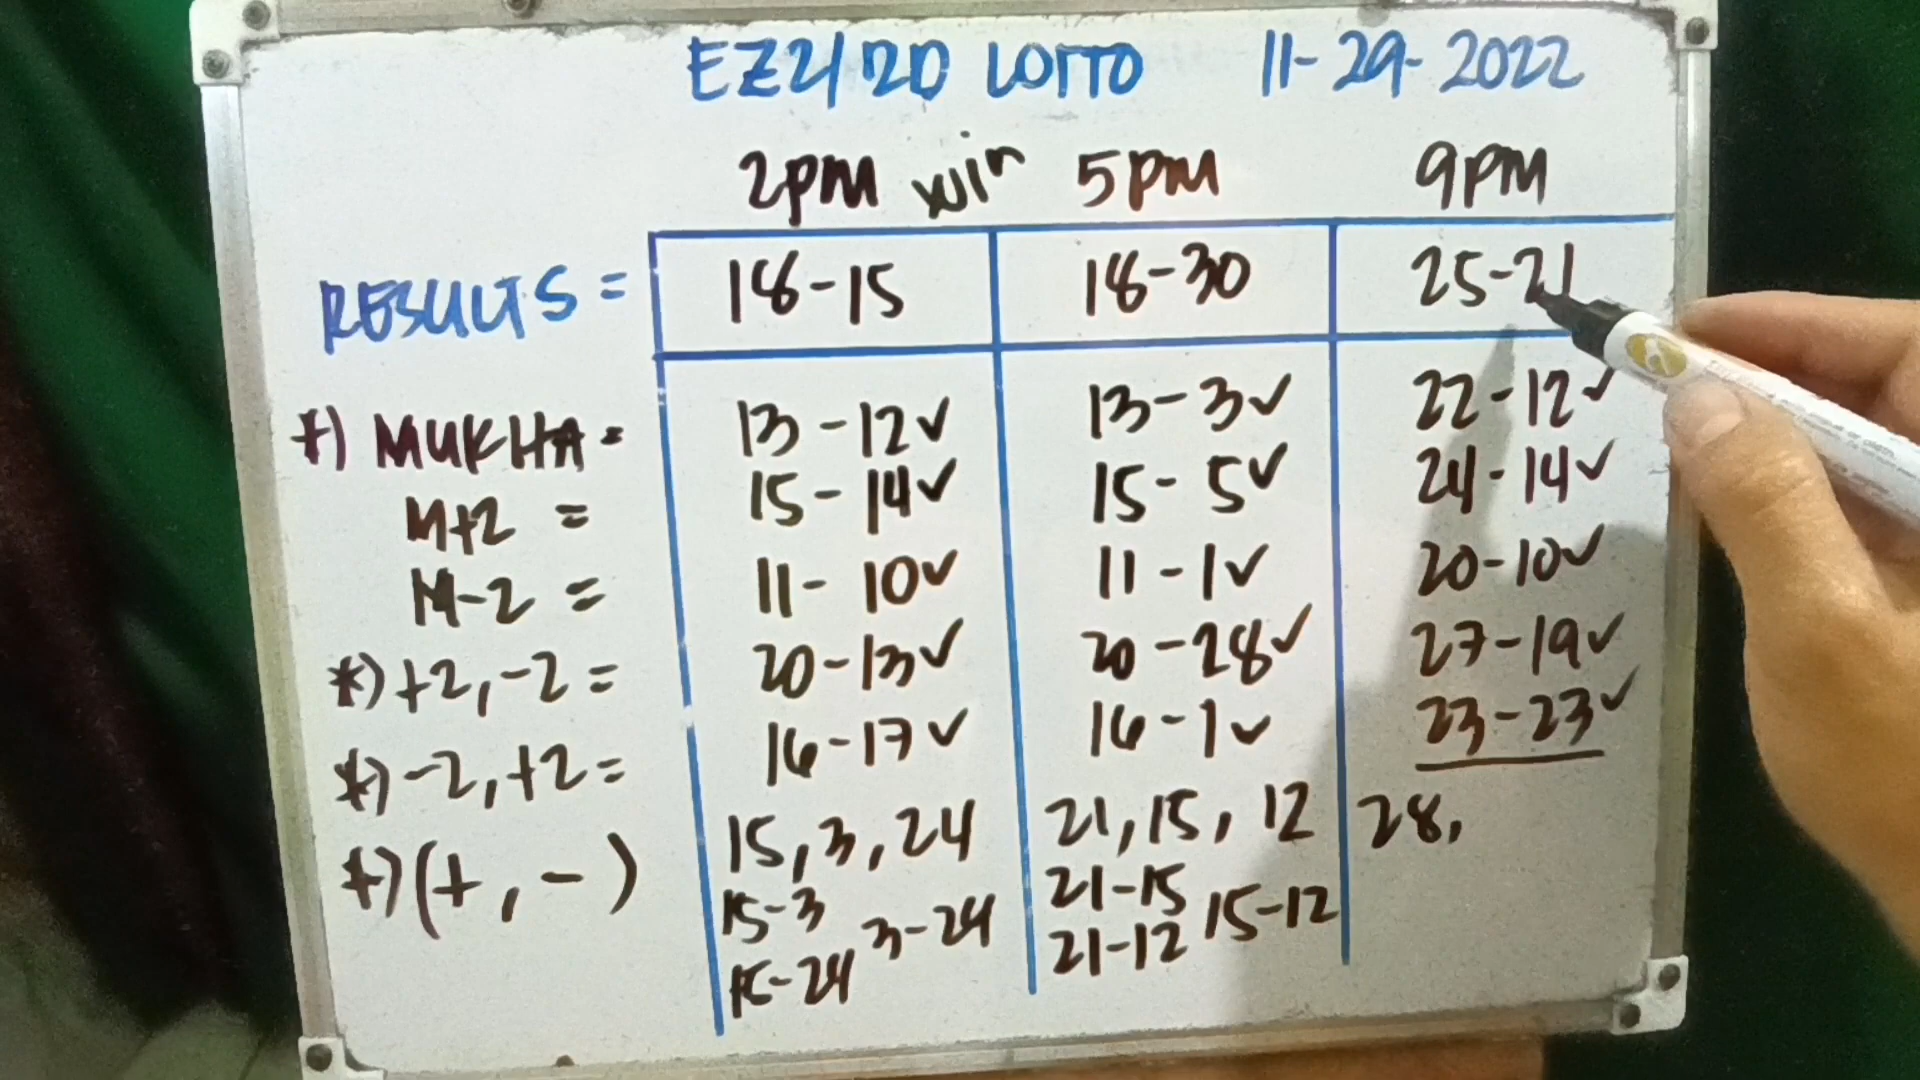 EZ2/2D LOTTO 11-29-2022
2PM win 5PM 9PM
RESULTS = 18-15 18-30 25-21
*) MUKHA = 13-12✓ 13-3✓ 22-12✓
M+2 = 15-14✓ 15-5✓ 24-14✓
M-2 = 11-10✓ 11-1✓ 20-10✓
*) +2,-2 = 20-13✓ 20-28✓ 27-19✓
*) -2,+2 = 16-17✓ 16-1✓ 23-23✓
*) (+,-) 15,3,24 21,15,12 28,
15-3 3-24 21-15 15-12
15-24 21-12